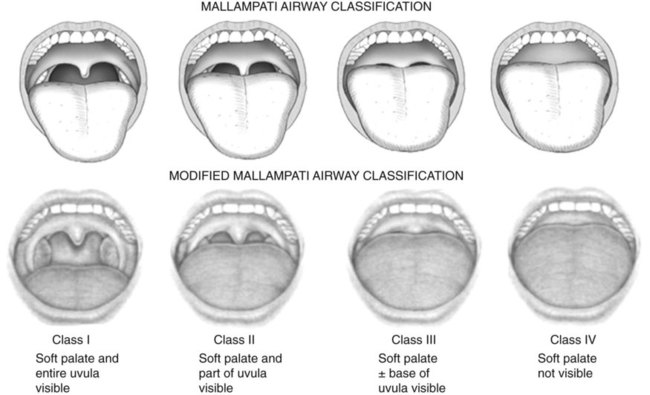 MALLAMPATI AIRWAY CLASSIFICATION
MODIFIED MALLAMPATI AIRWAY CLASSIFICATION
Class I
Soft palate and
entire uvula
visible
Class II
Soft palate and
part of uvula
visible
Class III
Soft palate
± base of
uvula visible
Class IV
Soft palate
not visible